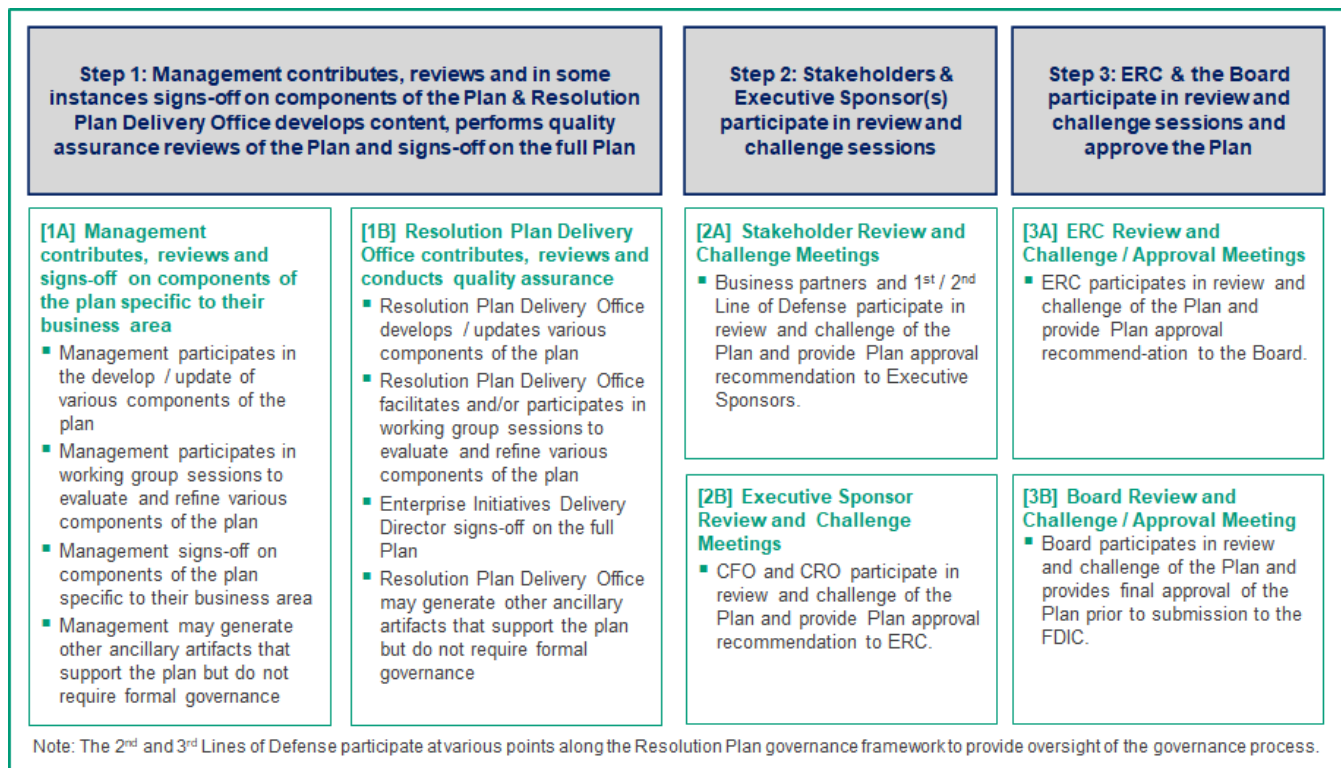 Step 1: Management contributes, reviews and in some
instances signs-off on components of the Plan & Resolution
Plan Delivery Office develops content, performs quality
assurance reviews of the Plan and signs-off on the full Plan
Step 2: Stakeholders &
Executive Sponsor(s)
participate in review and
challenge sessions
Step 3: ERC & the Board
participate in review and
challenge sessions and
approve the Plan
[1A] Management
contributes, reviews and
signs-off on components of
the plan specific to their
business area
▪ Management participates in
the develop / update of
various components of the
plan
▪ Management participates in
working group sessions to
evaluate and refine various
components of the plan
▪ Management signs-off on
components of the plan
specific to their business area
▪ Management may generate
other ancillary artifacts that
support the plan but do not
require formal governance
[1B] Resolution Plan Delivery
Office contributes, reviews and
conducts quality assurance
▪ Resolution Plan Delivery Office
develops / updates various
components of the plan
▪ Resolution Plan Delivery Office
facilitates and/or participates in
working group sessions to
evaluate and refine various
components of the plan
▪ Enterprise Initiatives Delivery
Director signs-off on the full
Plan
▪ Resolution Plan Delivery Office
may generate other ancillary
artifacts that support the plan
but do not require formal
governance
[2A] Stakeholder Review and
Challenge Meetings
▪ Business partners and 1st / 2nd
Line of Defense participate in
review and challenge of the
Plan and provide Plan approval
recommendation to Executive
Sponsors.
[2B] Executive Sponsor
Review and Challenge
Meetings
▪ CFO and CRO participate in
review and challenge of the
Plan and provide Plan approval
recommendation to ERC.
[3A] ERC Review and
Challenge / Approval Meetings
▪ ERC participates in review and
challenge of the Plan and
provide Plan approval
recommend-ation to the Board.
[3B] Board Review and
Challenge / Approval Meeting
▪ Board participates in review
and challenge of the Plan and
provides final approval of the
Plan prior to submission to the
FDIC.
Note: The 2nd and 3rd Lines of Defense participate at various points along the Resolution Plan governance framework to provide oversight of the governance process.